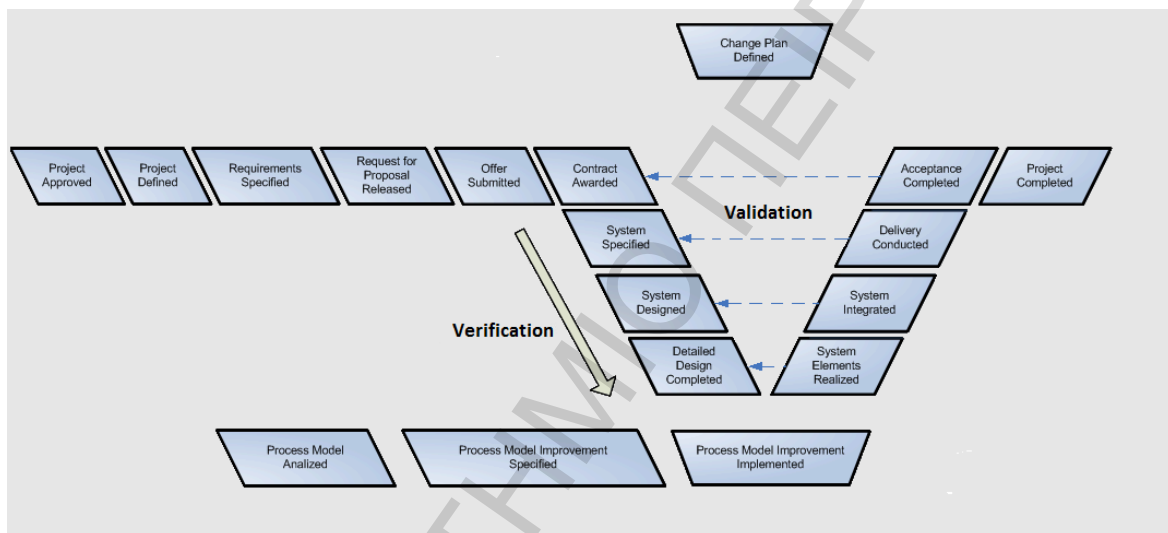 Change Plan
Defined
Project
Approved
Project
Defined
Requirements
Specified
Request for
Proposal
Released
Offer
Submitted
Contract
Awarded
Acceptance
Completed
Project
Completed
Validation
System
Specified
Delivery
Conducted
System
Designed
System
Integrated
Verification
Detailed
Design
Completed
System
Elements
Realized
Process Model
Analized
Process Model Improvement
Specified
Process Model Improvement
Implemented
ΤΗΜΙΟ ΠΕΙΡ